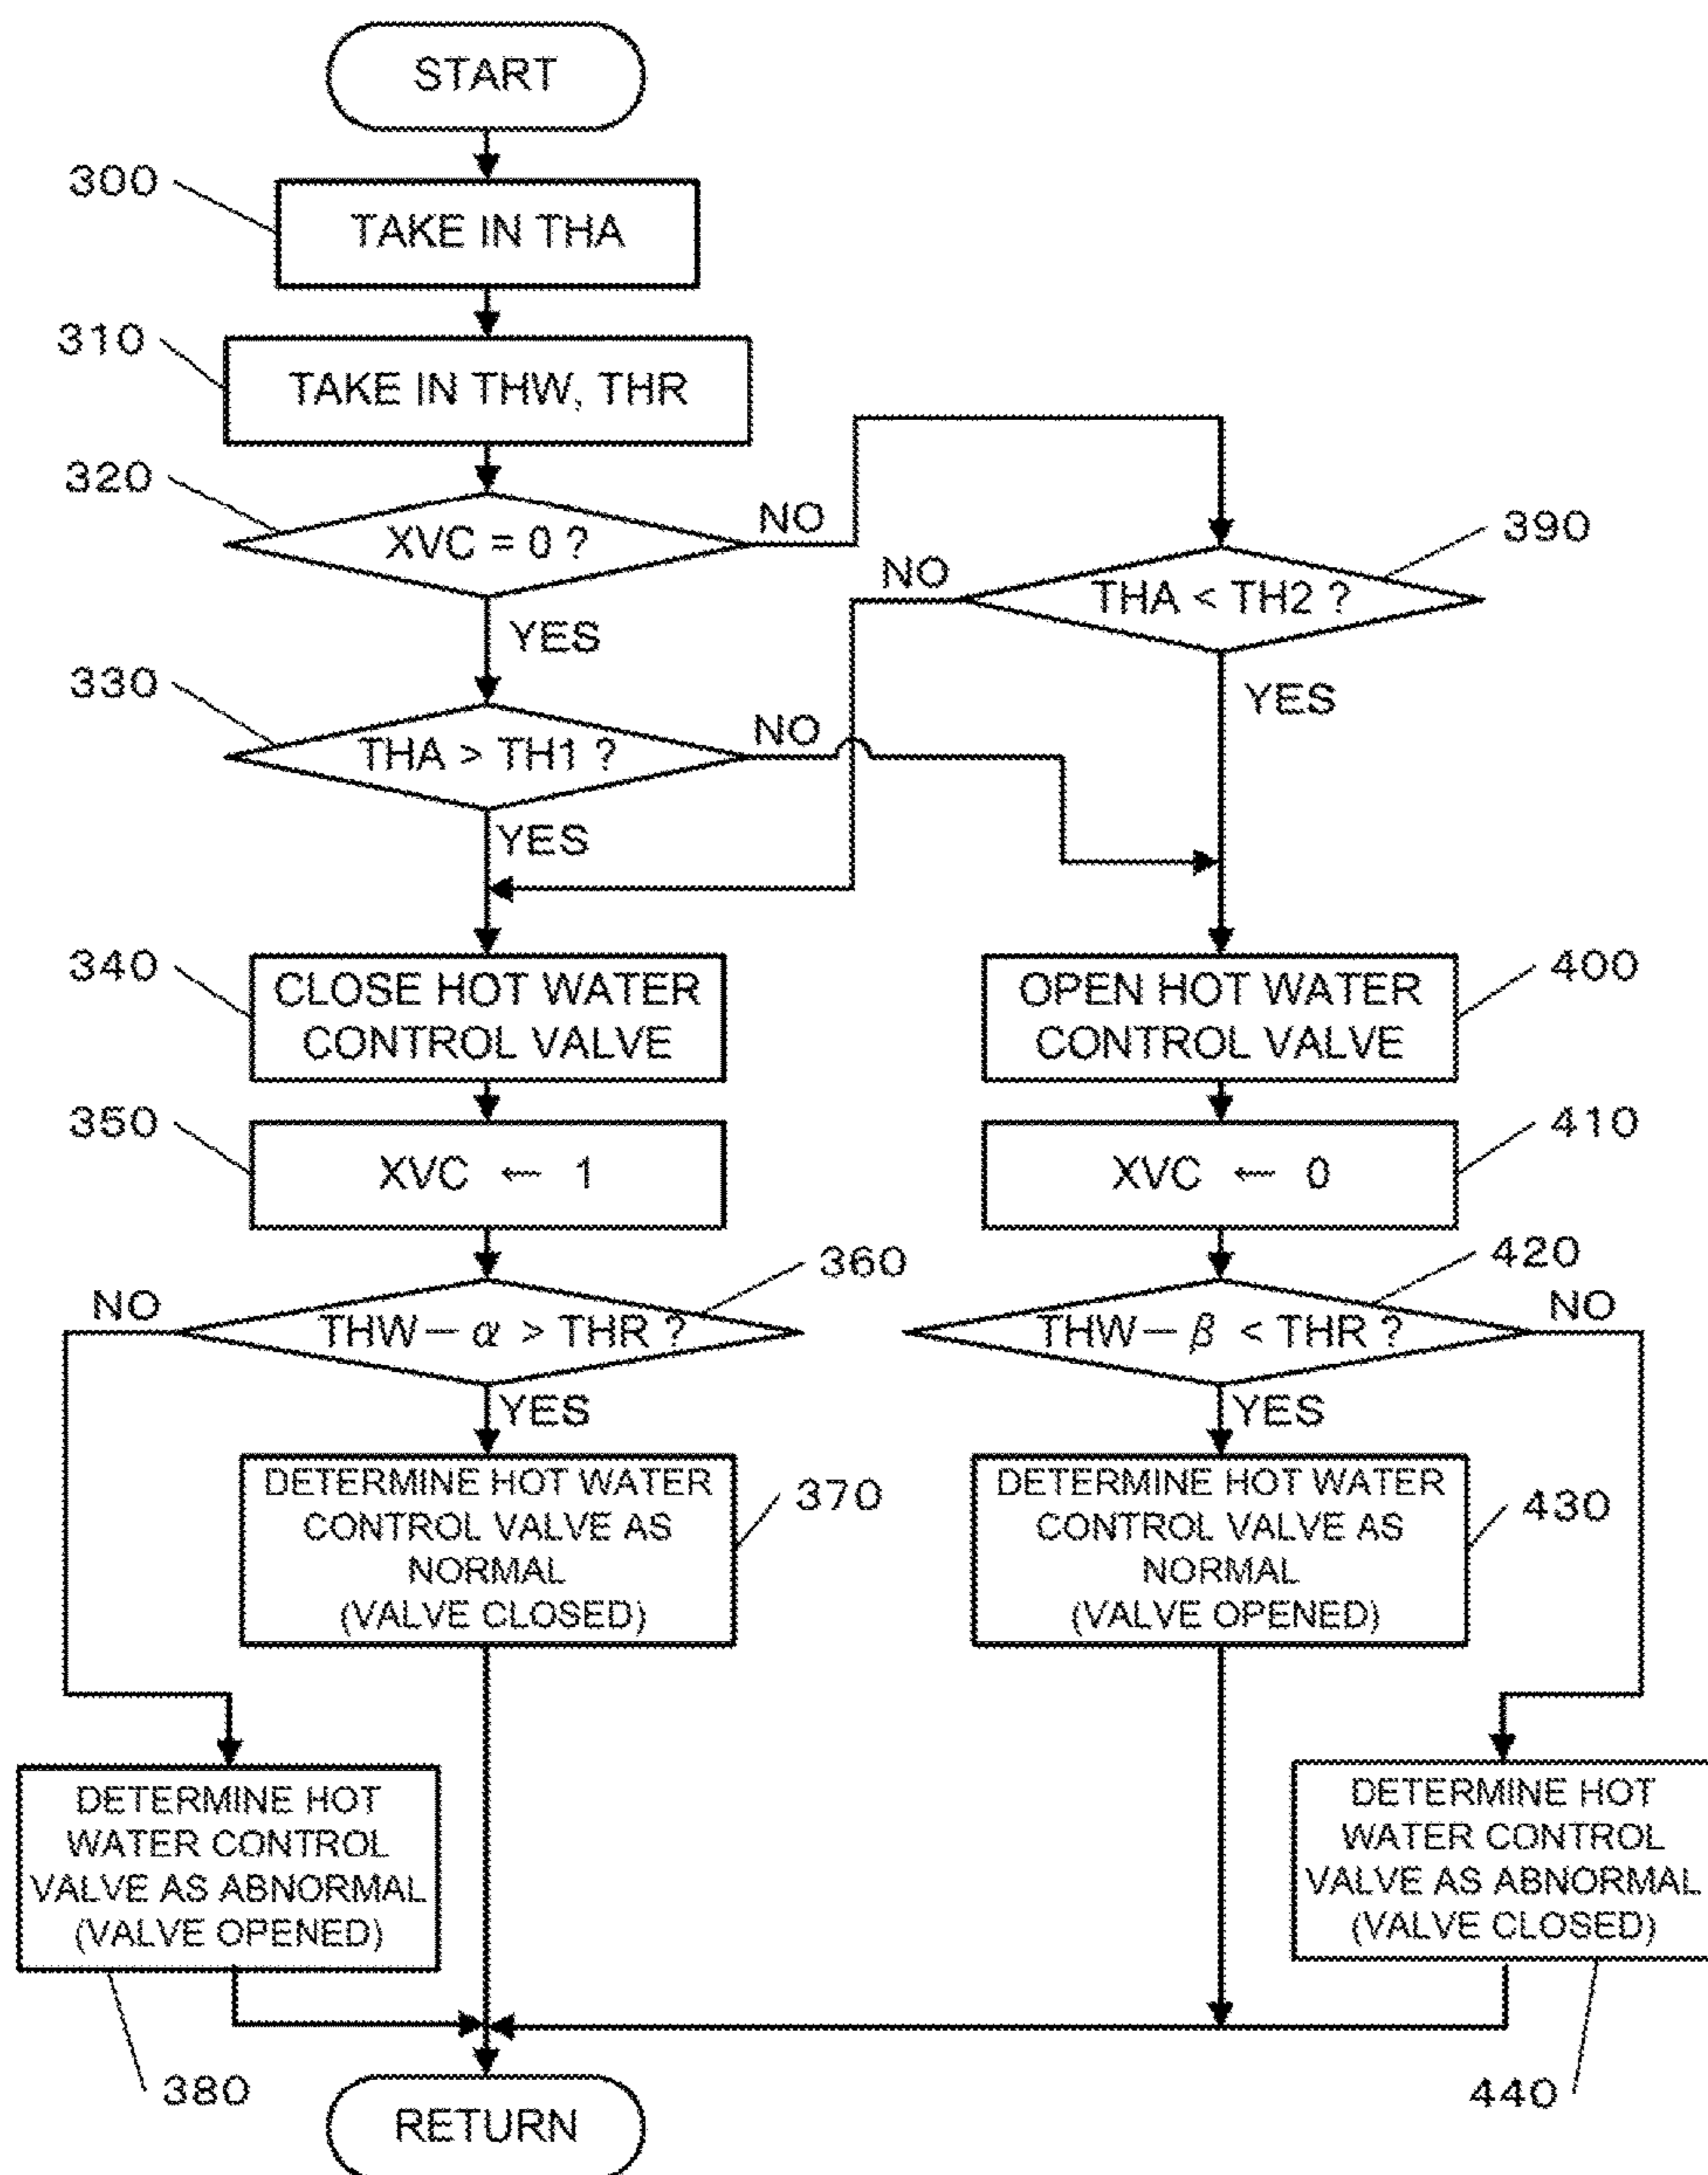 START
300
TAKE IN THA
310
TAKE IN THW, THR
320
XVC = 0 ?
NO
390
NO
THA < TH2 ?
YES
330
YES
THA > TH1 ?
NO
YES
340
CLOSE HOT WATER
CONTROL VALVE
OPEN HOT WATER
CONTROL VALVE
400
350
XVC ← 1
XVC ← 0
410
360
420
NO
THW — α > THR ?
THW — β < THR ?
NO
YES
YES
DETERMINE HOT WATER
CONTROL VALVE AS
NORMAL
(VALVE CLOSED)
370
DETERMINE HOT WATER
CONTROL VALVE AS
NORMAL
(VALVE OPENED)
430
DETERMINE HOT
WATER CONTROL
VALVE AS ABNORMAL
(VALVE OPENED)
DETERMINE HOT
WATER CONTROL
VALVE AS ABNORMAL
(VALVE CLOSED)
380
440
RETURN